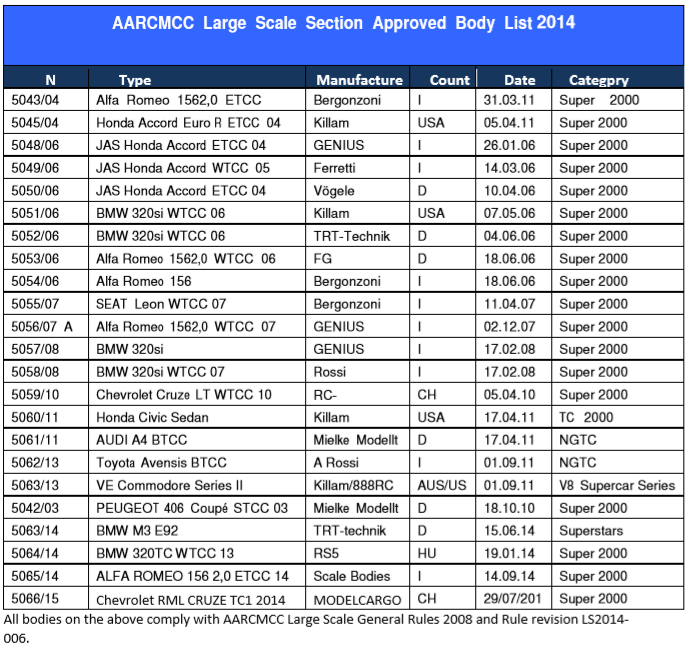 AARCMCC Large Scale Section Approved Body List 2014
N Type Manufacture Count Date Categpry
5043/04 Alfa Romeo 1562,0 ETCC Bergonzoni I 31.03.11 Super 2000
5045/04 Honda Accord Euro R ETCC 04 Killam USA 05.04.11 Super 2000
5048/06 JAS Honda Accord ETCC 04 GENIUS I 26.01.06 Super 2000
5049/06 JAS Honda Accord WTCC 05 Ferretti I 14.03.06 Super 2000
5050/06 JAS Honda Accord ETCC 04 Vögele D 10.04.06 Super 2000
5051/06 BMW 320si WTCC 06 Killam USA 07.05.06 Super 2000
5052/06 BMW 320si WTCC 06 TRT-Technik D 04.06.06 Super 2000
5053/06 Alfa Romeo 1562,0 WTCC 06 FG D 18.06.06 Super 2000
5054/06 Alfa Romeo 156 Bergonzoni I 18.06.06 Super 2000
5055/07 SEAT Leon WTCC 07 Bergonzoni I 11.04.07 Super 2000
5056/07 A Alfa Romeo 1562,0 WTCC 07 GENIUS I 02.12.07 Super 2000
5057/08 BMW 320si GENIUS I 17.02.08 Super 2000
5058/08 BMW 320si WTCC 07 Rossi I 17.02.08 Super 2000
5059/10 Chevrolet Cruze LT WTCC 10 RC- CH 05.04.10 Super 2000
5060/11 Honda Civic Sedan Killam USA 17.04.11 TC 2000
5061/11 AUDI A4 BTCC Mielke Modellt D 17.04.11 NGTC
5062/13 Toyota Avensis BTCC A Rossi I 01.09.11 NGTC
5063/13 VE Commodore Series II Killam/888RC AUS/US 01.09.11 V8 Supercar Series
5042/03 PEUGEOT 406 Coupé STCC 03 Mielke Modellt D 18.10.10 Super 2000
5063/14 BMW M3 E92 TRT-technik D 15.06.14 Superstars
5064/14 BMW 320TC WTCC 13 RS5 HU 19.01.14 Super 2000
5065/14 ALFA ROMEO 156 2,0 ETCC 14 Scale Bodies I 14.09.14 Super 2000
5066/15 Chevrolet RML CRUZE TC1 2014 MODELCARGO CH 29/07/201 Super 2000
All bodies on the above comply with AARCMCC Large Scale General Rules 2008 and Rule revision LS2014-
006.